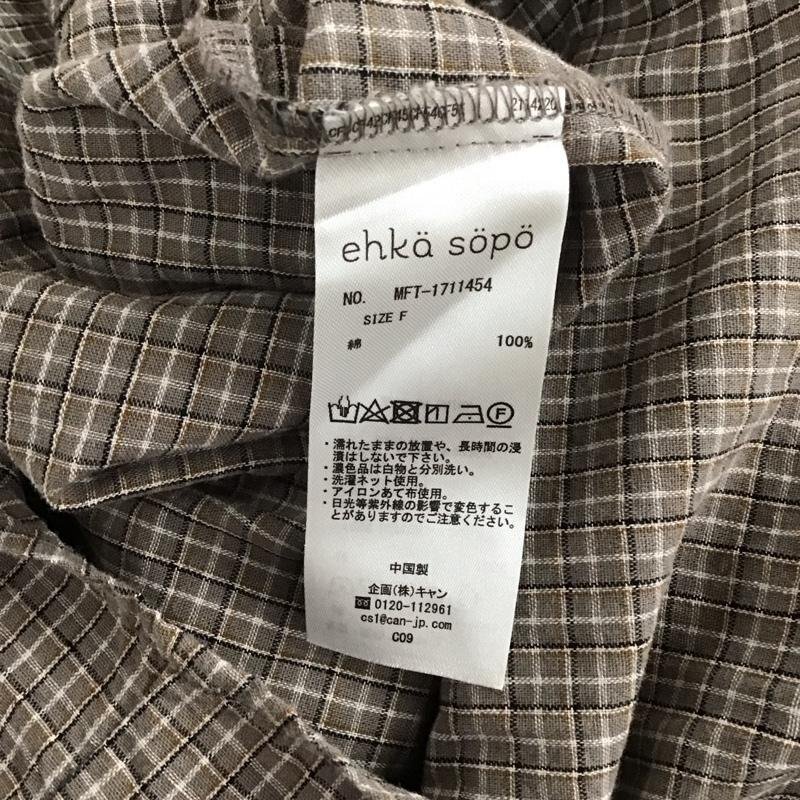 ehkä söpö
NO. MFT-1711454
SIZE F
綿 100%
F
・濡れたままの放置や、長時間の浸
漬はしないで下さい。
・濃色品は白物と分別洗い。
・洗濯ネット使用。
・アイロンあて布使用。
・日光等紫外線の影響で変色するこ
とがありますのでご注意ください。
中国製
企画(株)キャン
0120-112961
cs1@can-jp.com
C09